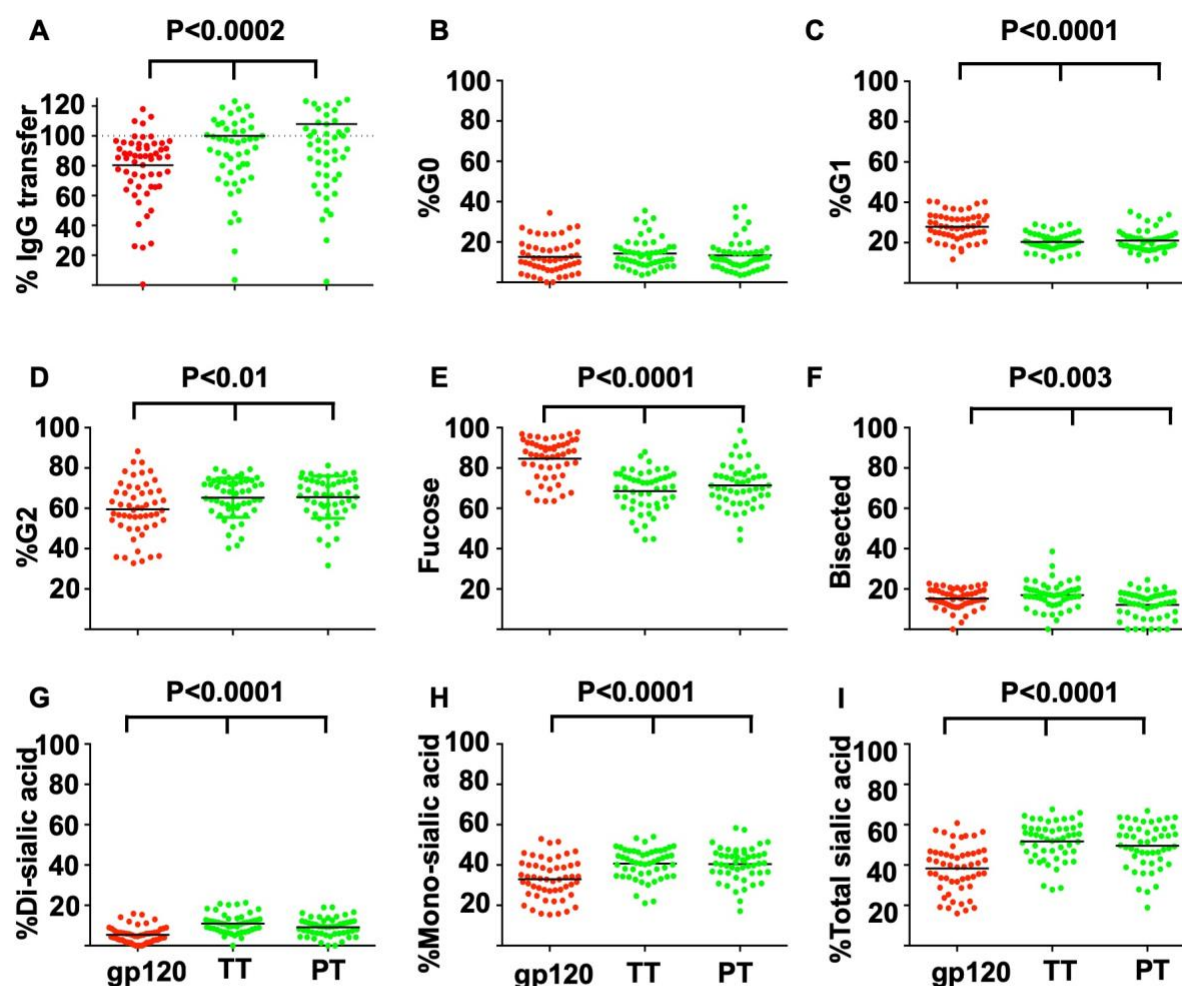 A
P<0.0002
% IgG transfer
120
100
80
60
40
20
B
%G0
100
80
60
40
20
C
P<0.0001
%G1
100
80
60
40
20
D
P<0.01
%G2
100
80
60
40
20
E
P<0.0001
Fucose
100
80
60
40
20
F
P<0.003
Bisected
100
80
60
40
20
G
P<0.0001
%Di-sialic acid
100
80
60
40
20
gp120 TT PT
H
P<0.0001
%Mono-sialic acid
100
80
60
40
20
gp120 TT PT
I
P<0.0001
%Total sialic acid
100
80
60
40
20
gp120 TT PT